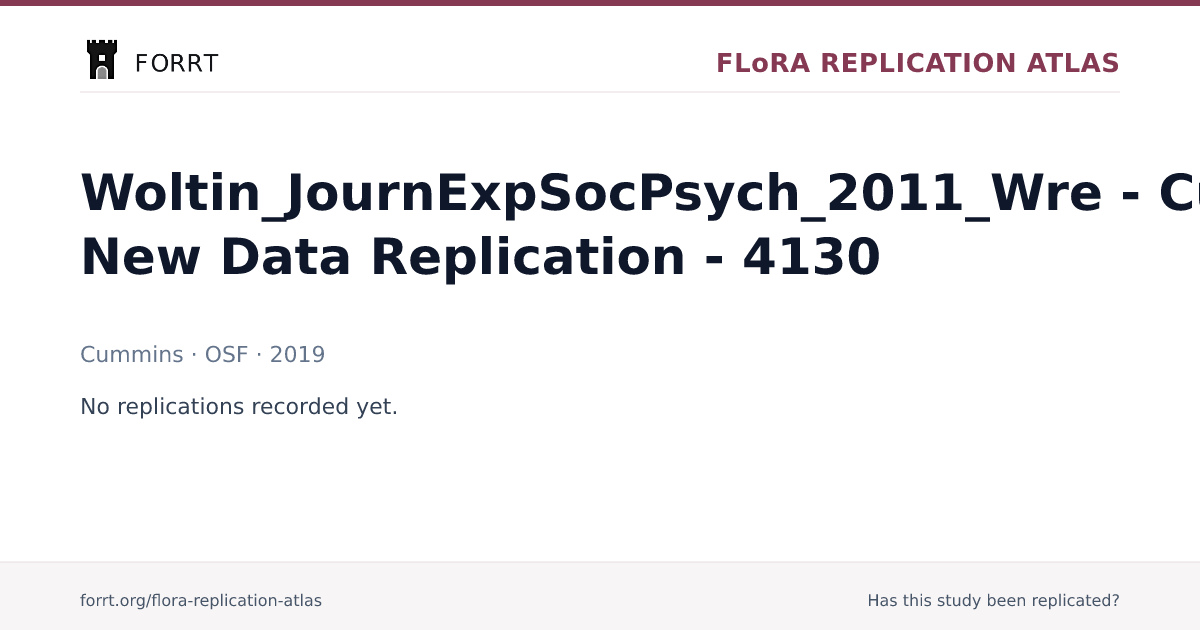 FORRT
FLoRA REPLICATION ATLAS
Woltin_JournExpSocPsych_2011_Wre -
New Data Replication - 4130
Cummins · OSF · 2019
No replications recorded yet.
forrt.org/flora-replication-atlas
Has this study been replicated?